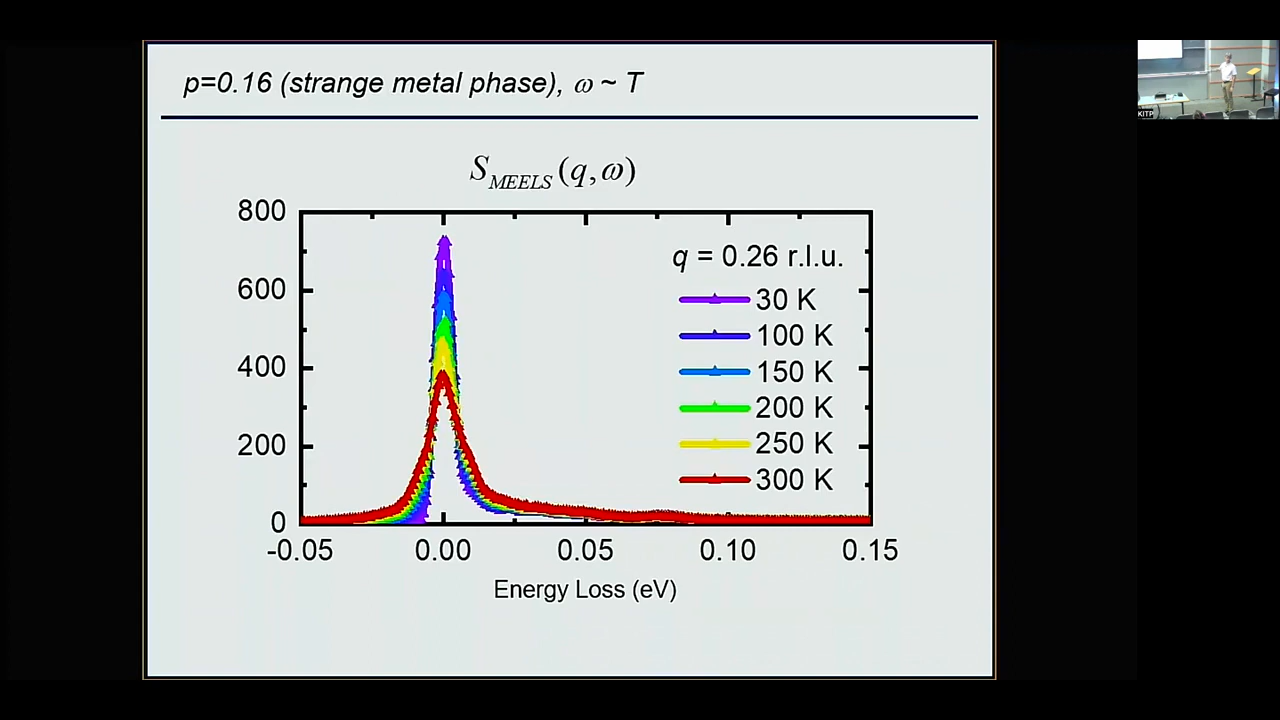 p=0.16 (strange metal phase), ω ~ T
S_MEELS (q, ω)
800
600
400
200
0
q = 0.26 r.l.u.
30 K
100 K
150 K
200 K
250 K
300 K
-0.05 0.00 0.05 0.10 0.15
Energy Loss (eV)
KITP